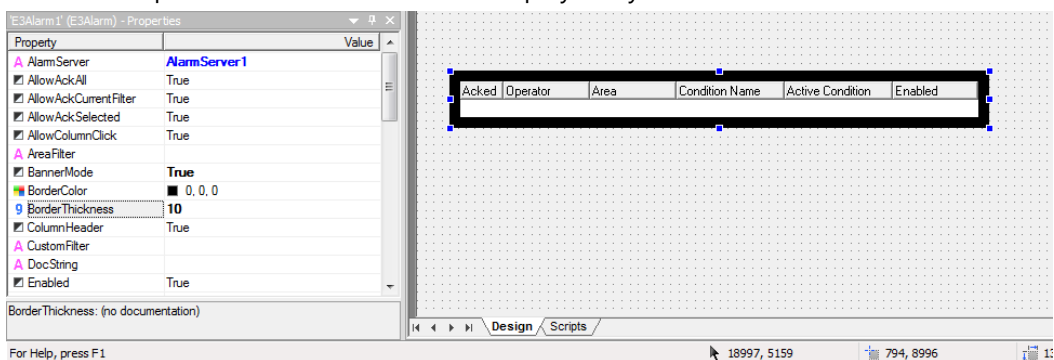 'E3Alarm1' (E3Alarm) - Properties
Property Value
A AlarmServer AlarmServer1
AllowAckAll True
AllowAckCurrentFilter True
AllowAckSelected True
AllowColumnClick True
A AreaFilter
BannerMode True
BorderColor 0, 0, 0
9 BorderThickness 10
ColumnHeader True
A CustomFilter
A DocString
Enabled True
BorderThickness: (no documentation)
Acked Operator Area Condition Name Active Condition Enabled
Design Scripts
For Help, press F1 18997, 5159 794, 8996